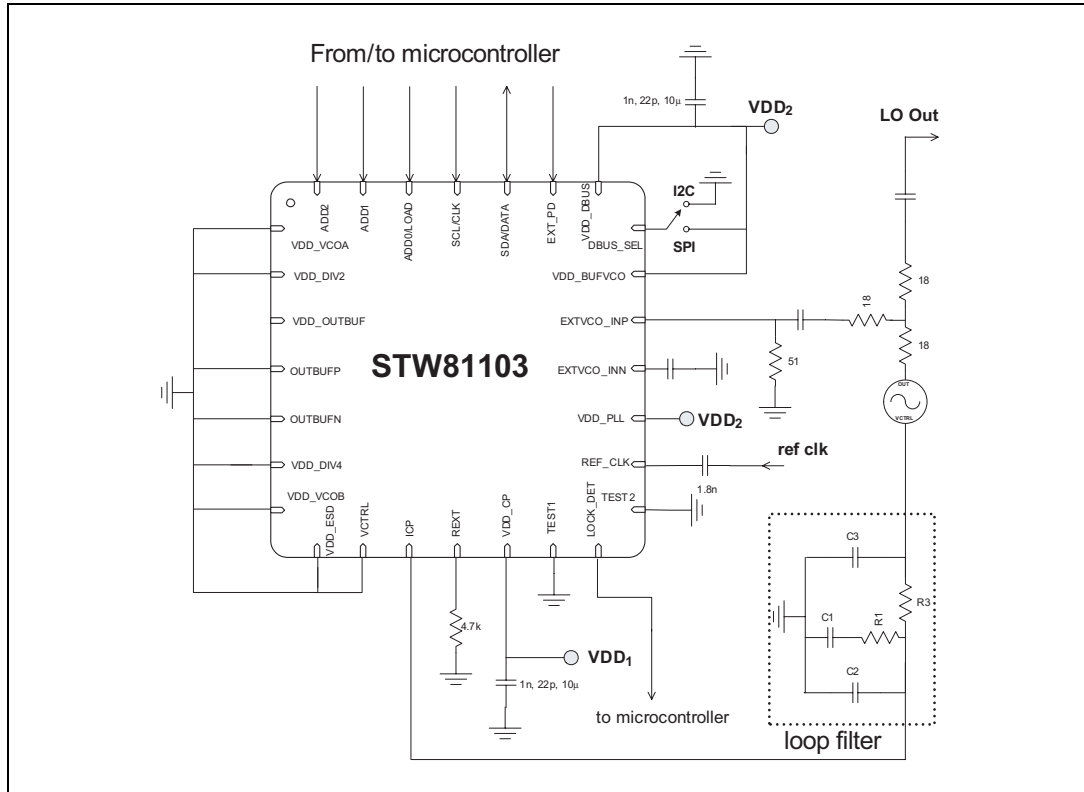 From/to microcontroller
1n, 22p, 10μ
VDD2
LO Out
ADD2
ADD1
ADD0/LOAD
SCL/CLK
SDA/DATA
EXT_PD
VDD_DBUS
I2C
SPI
DBUS_SEL
VDD_VCOA
VDD_DIV2
VDD_BUFVCO
18
18
VDD_OUTBUF
EXTVCO_INP
18
STW81103
51
OUTBUFP
EXTVCO_INN
OUT
VCTRL
OUTBUFN
VDD_PLL
VDD2
VDD_DIV4
REF_CLK
ref clk
1.8n
VDD_VCOB
TEST2
VDD_ESD
VCTRL
ICP
REXT
VDD_CP
TEST1
LOCK_DET
C3
R3
C1
R1
C2
4.7k
VDD1
1n, 22p, 10μ
to microcontroller
loop filter